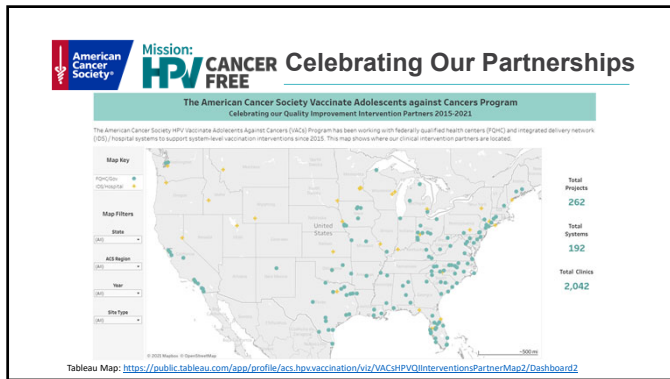 American
Cancer
Society®
Mission:
HPV CANCER
FREE
Celebrating Our Partnerships
The American Cancer Society Vaccinate Adolescents against Cancers Program
Celebrating our Quality Improvement Intervention Partners 2015-2021
The American Cancer Society HPV Vaccinate Adolescents Against Cancers (VACs) Program has been working with federally qualified health centers (FQHC) and integrated delivery network
(IDS) / hospital systems to support system-level vaccination interventions since 2015. This map shows where our clinical intervention partners are located.
Map Key
FQHC/Gov
IDS/Hospital
Map Filters
State
(All)
ACS Region
(All)
Year
(All)
Site Type
(All)
United
States
Total
Projects
262
Total
Systems
192
Total Clinics
2,042
Tableau Map: https://public.tableau.com/app/profile/acs.hpv.vaccination/viz/VACsHPVQIInterventionsPartnerMap2/Dashboard2